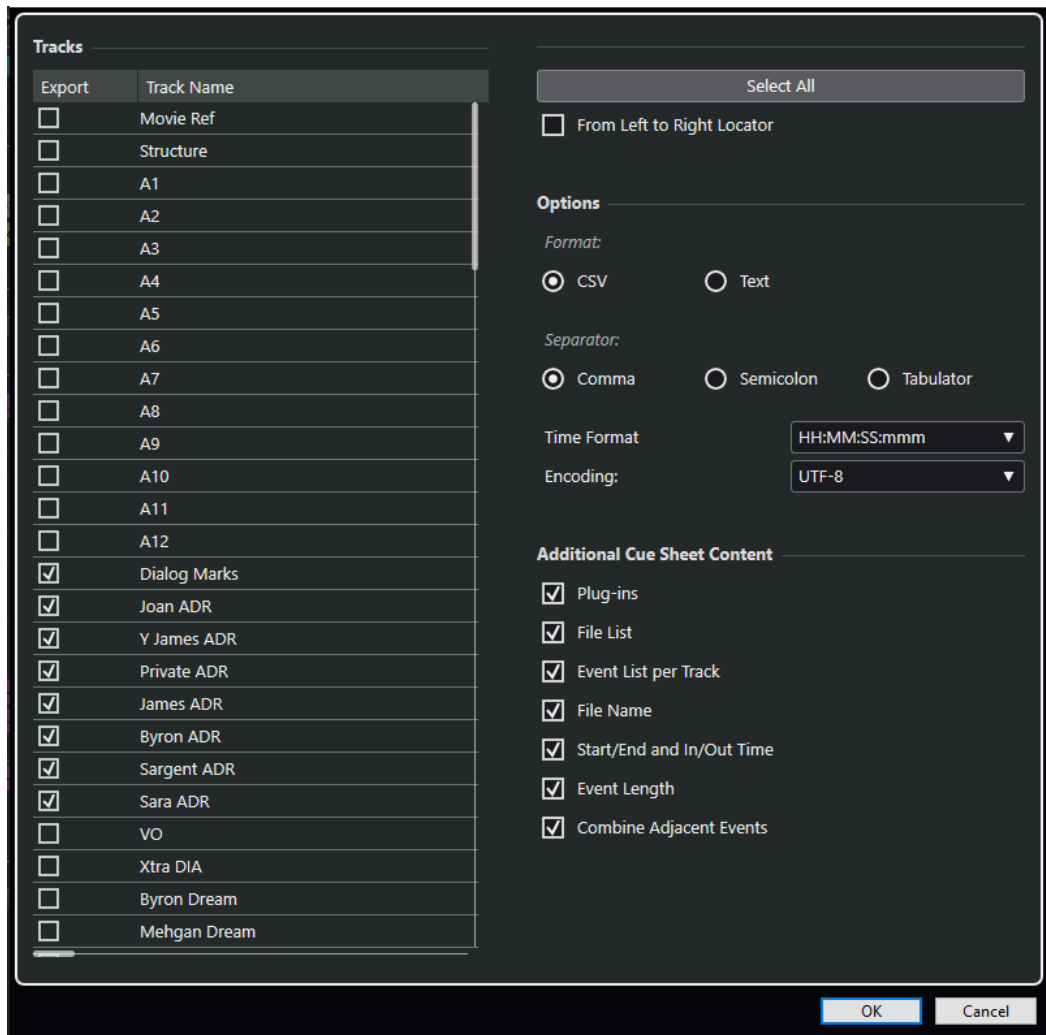 Tracks
Export Track Name
Movie Ref
Structure
A1
A2
A3
A4
A5
A6
A7
A8
A9
A10
A11
A12
Dialog Marks
Joan ADR
Y James ADR
Private ADR
James ADR
Byron ADR
Sargent ADR
Sara ADR
VO
Xtra DIA
Byron Dream
Mehgan Dream
Select All
From Left to Right Locator
Options
Format:
CSV Text
Separator:
Comma Semicolon Tabulator
Time Format HH:MM:SS:mmm
Encoding: UTF-8
Additional Cue Sheet Content
Plug-ins
File List
Event List per Track
File Name
Start/End and In/Out Time
Event Length
Combine Adjacent Events
OK Cancel